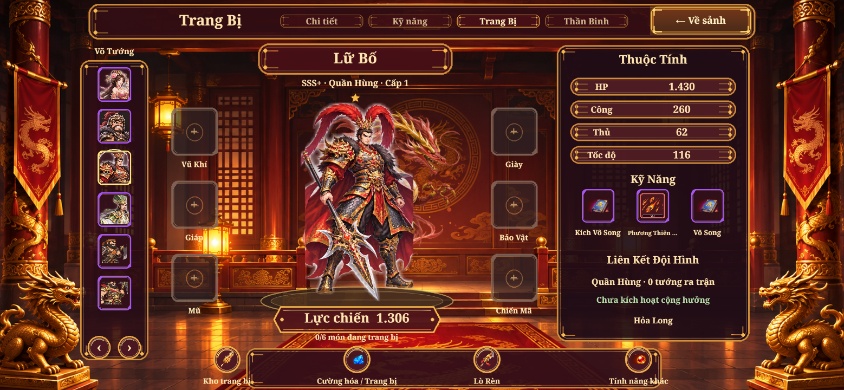 Trang Bị
Chi tiết
Kỹ năng
Trang Bị
Thần Binh
← Về sảnh
Võ Tướng
Lữ Bố
SSS+ · Quần Hùng · Cấp 1
Vũ Khí
Giáp
Mũ
Giày
Bảo Vật
Chiến Mã
Lực chiến 1.306
0/6 món đang trang bị
Thuộc Tính
HP 1.430
Công 260
Thủ 62
Tốc độ 116
Kỹ Năng
Kích Vô Song
Phương Thiên ...
Vô Song
Liên Kết Đội Hình
Quần Hùng · 0 tướng ra trận
Chưa kích hoạt cộng hưởng
Hỏa Long
Kho trang bị
Cường hóa / Trang bị
Lò Rèn
Tính năng khác